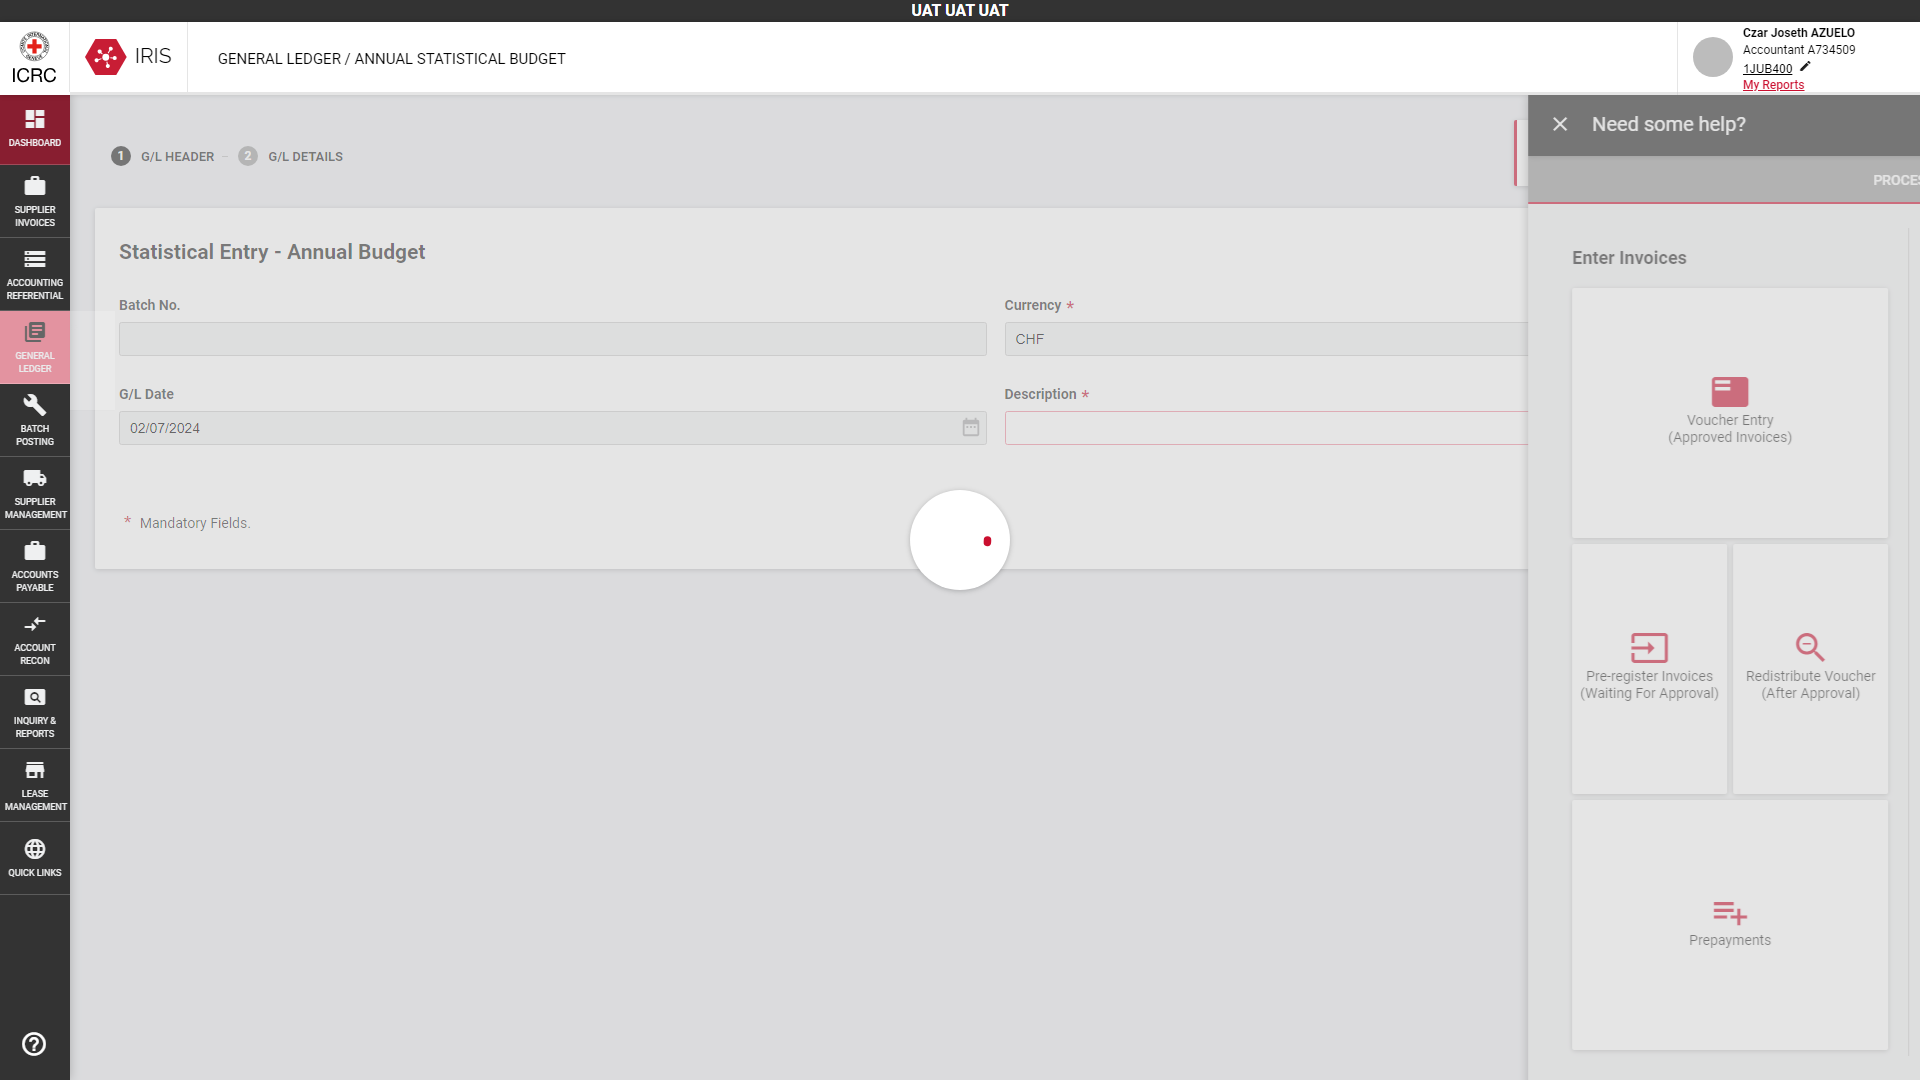 UAT UAT UAT
ICRC
IRIS
GENERAL LEDGER / ANNUAL STATISTICAL BUDGET
Czar Joseth AZUELO
Accountant A734509
1JUB400
My Reports
DASHBOARD
SUPPLIER
INVOICES
ACCOUNTING
REFERENTIAL
GENERAL
LEDGER
BATCH
POSTING
SUPPLIER
MANAGEMENT
ACCOUNTS
PAYABLE
ACCOUNT
RECON
INQUIRY &
REPORTS
LEASE
MANAGEMENT
QUICK LINKS
1 G/L HEADER - 2 G/L DETAILS
Statistical Entry - Annual Budget
Batch No.
Currency *
CHF
G/L Date
02/07/2024
Description *
* Mandatory Fields.
Need some help?
PROCES
Enter Invoices
Voucher Entry
(Approved Invoices)
Pre-register Invoices
(Waiting For Approval)
Redistribute Voucher
(After Approval)
Prepayments